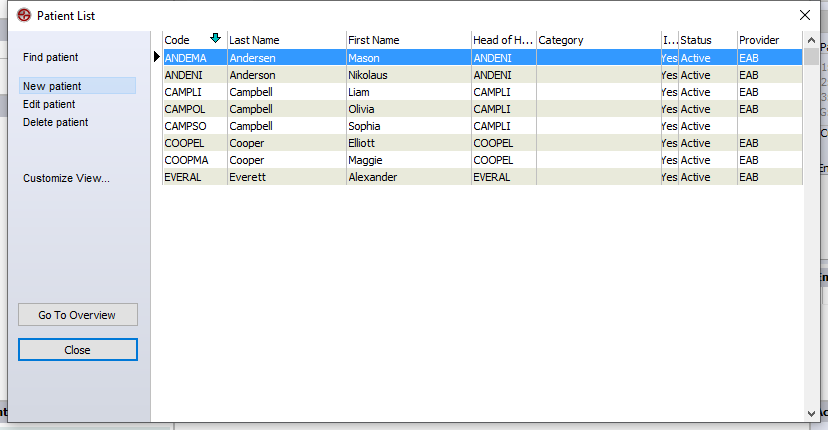 Patient List
Find patient
New patient
Edit patient
Delete patient
Customize View...
Go To Overview
Close
Code Last Name First Name Head of H... Category I... Status Provider
ANDEMA Andersen Mason ANDENI Yes Active EAB
ANDENI Anderson Nikolaus ANDENI Yes Active EAB
CAMPLI Campbell Liam CAMPLI Yes Active EAB
CAMPOL Campbell Olivia CAMPLI Yes Active EAB
CAMPSO Campbell Sophia CAMPLI Yes Active
COOPEL Cooper Elliott COOPEL Yes Active EAB
COOPMA Cooper Maggie COOPEL Yes Active EAB
EVERAL Everett Alexander EVERAL Yes Active EAB